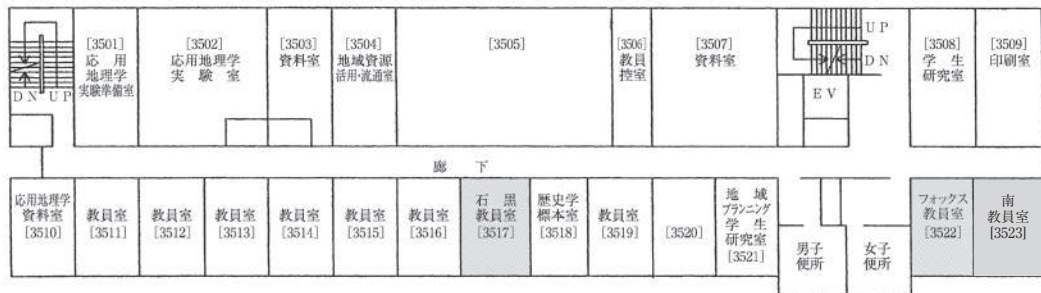 [3501]
応用
地理学
実験準備室
[3502]
応用地理学
実験室
[3503]
資料室
[3504]
地域資源
活用・流通室
[3505]
[3506]
教員
控室
[3507]
資料室
UP
DN
EV
[3508]
学生
研究室
[3509]
印刷室
DN UP
廊下
応用地理学
資料室
[3510]
教員室
[3511]
教員室
[3512]
教員室
[3513]
教員室
[3514]
教員室
[3515]
教員室
[3516]
石黒
教員室
[3517]
歴史学
標本室
[3518]
教員室
[3519]
[3520]
地域
プランニング
学生
研究室
[3521]
男子
便所
女子
便所
フォックス
教員室
[3522]
南
教員室
[3523]